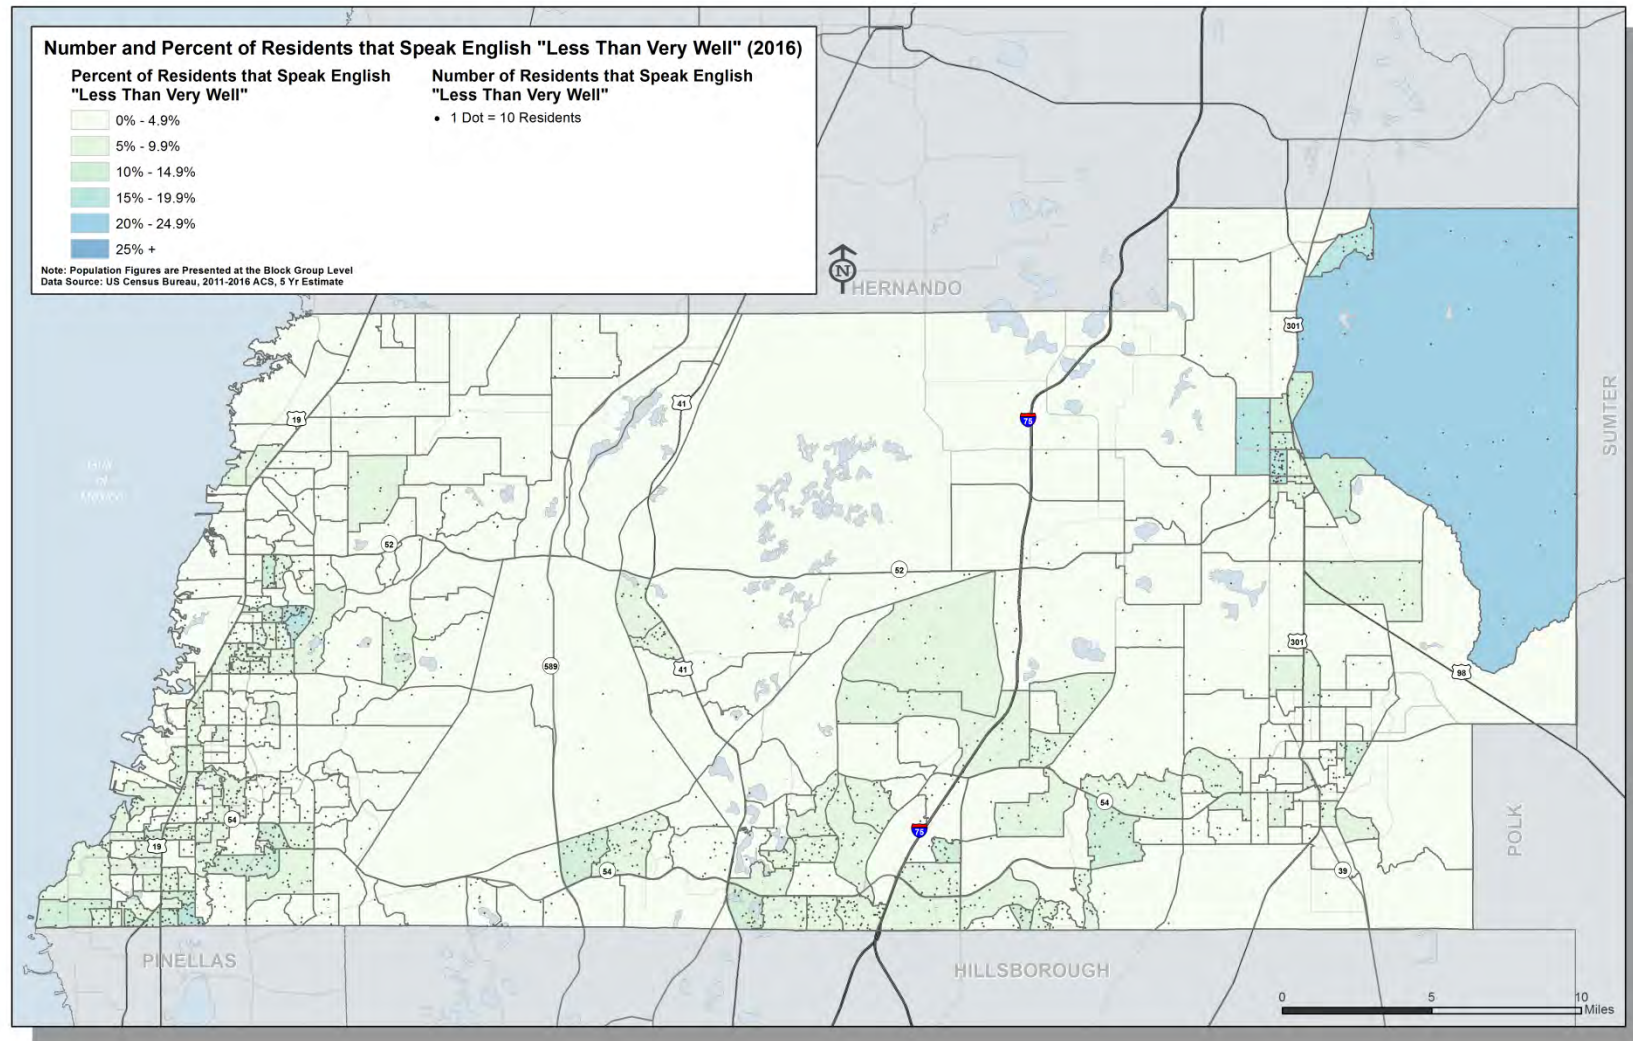 Number and Percent of Residents that Speak English "Less Than Very Well" (2016)
Percent of Residents that Speak English
"Less Than Very Well"
0% - 4.9%
5% - 9.9%
10% - 14.9%
15% - 19.9%
20% - 24.9%
25% +
Number of Residents that Speak English
"Less Than Very Well"
1 Dot = 10 Residents
Note: Population Figures are Presented at the Block Group Level
Data Source: US Census Bureau, 2011-2016 ACS, 5 Yr Estimate
N
HERNANDO
301
SUMTER
41
19
75
52
52
589
41
301
98
54
54
19
75
54
39
POLK
PINELLAS
HILLSBOROUGH
0 5 10
Miles